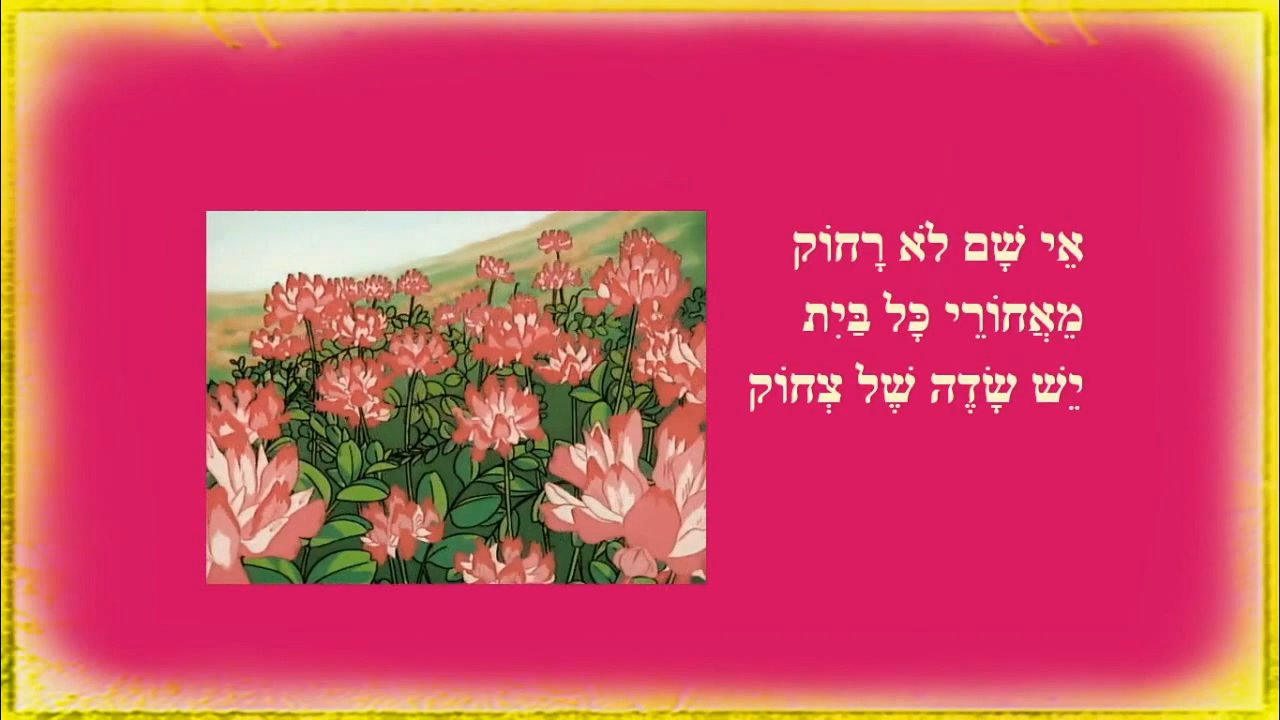 אֵי שָׁם לֹא רָחוֹק
מֵאֲחוֹרֵי כָּל בַּיִת
יֵשׁ שָׂדֶה שֶׁל צְחוֹק